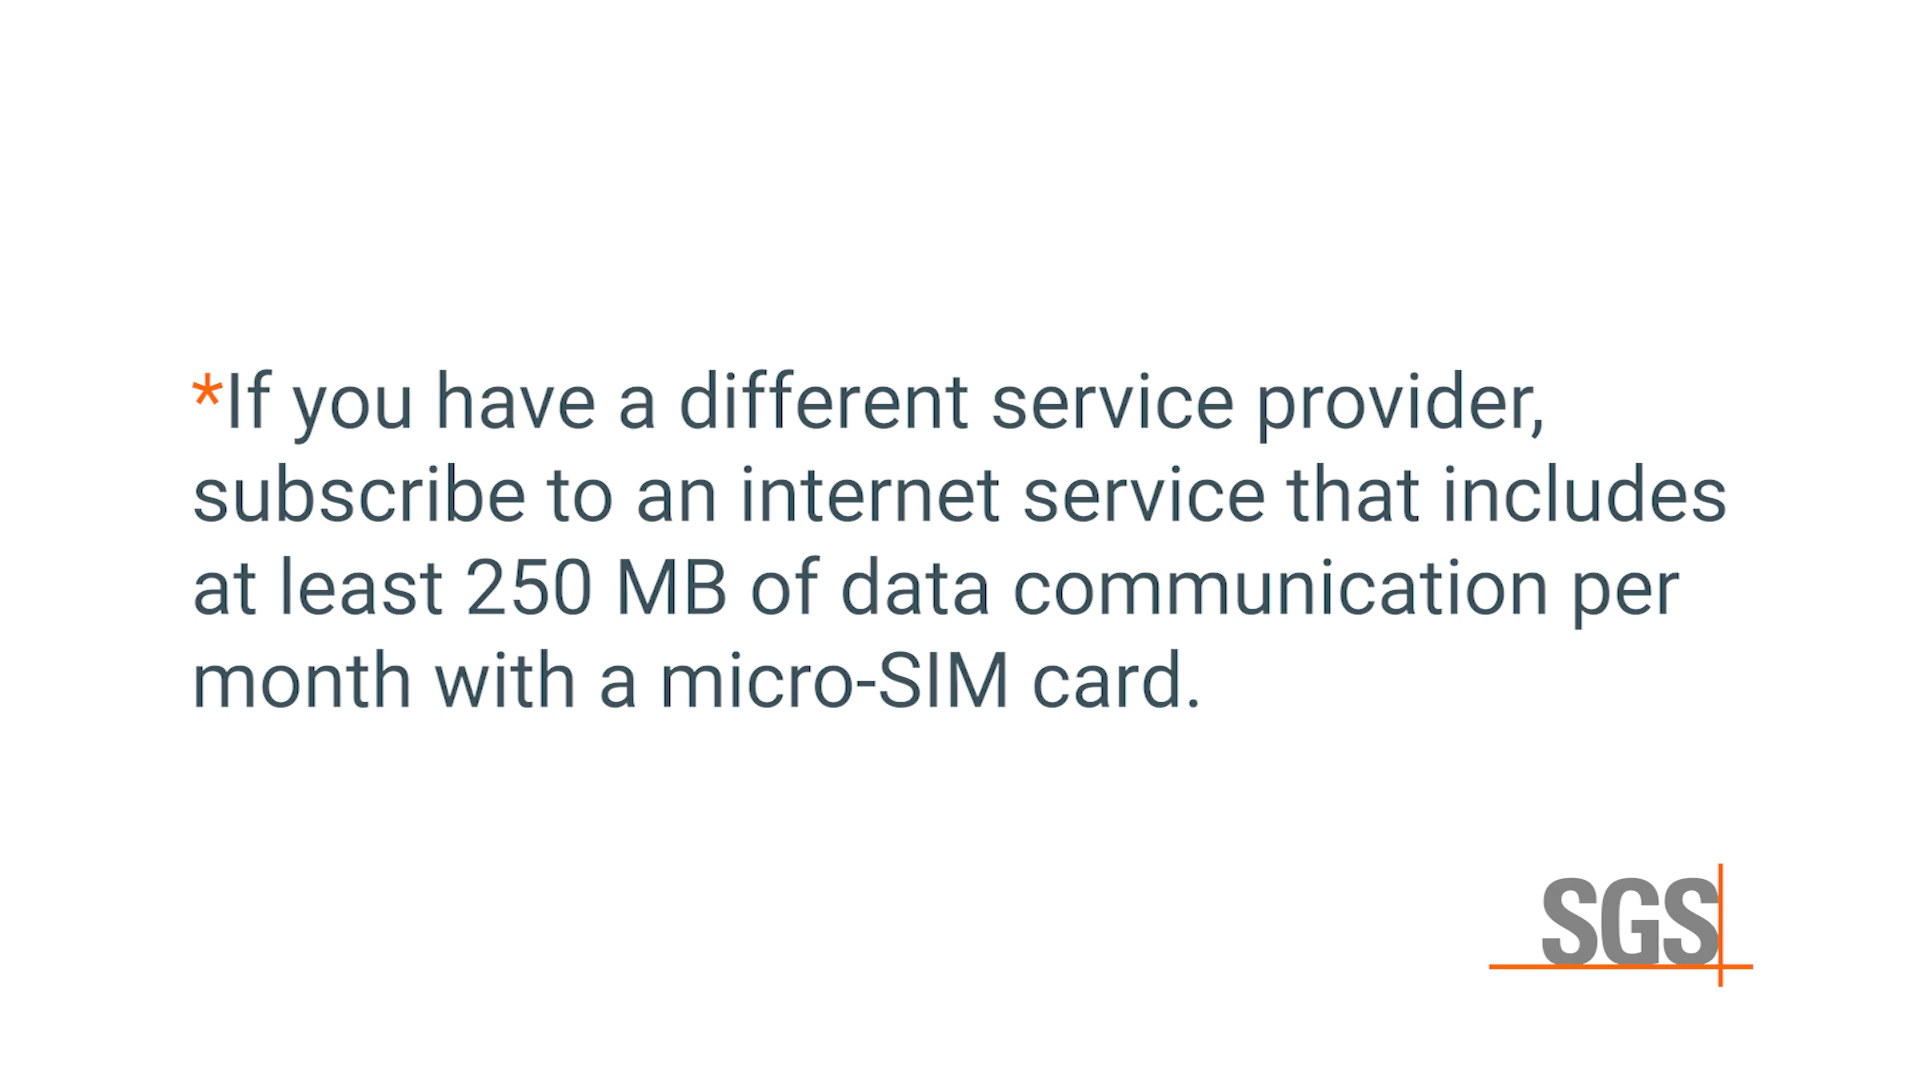 *If you have a different service provider,
subscribe to an internet service that includes
at least 250 MB of data communication per
month with a micro-SIM card.
SGS